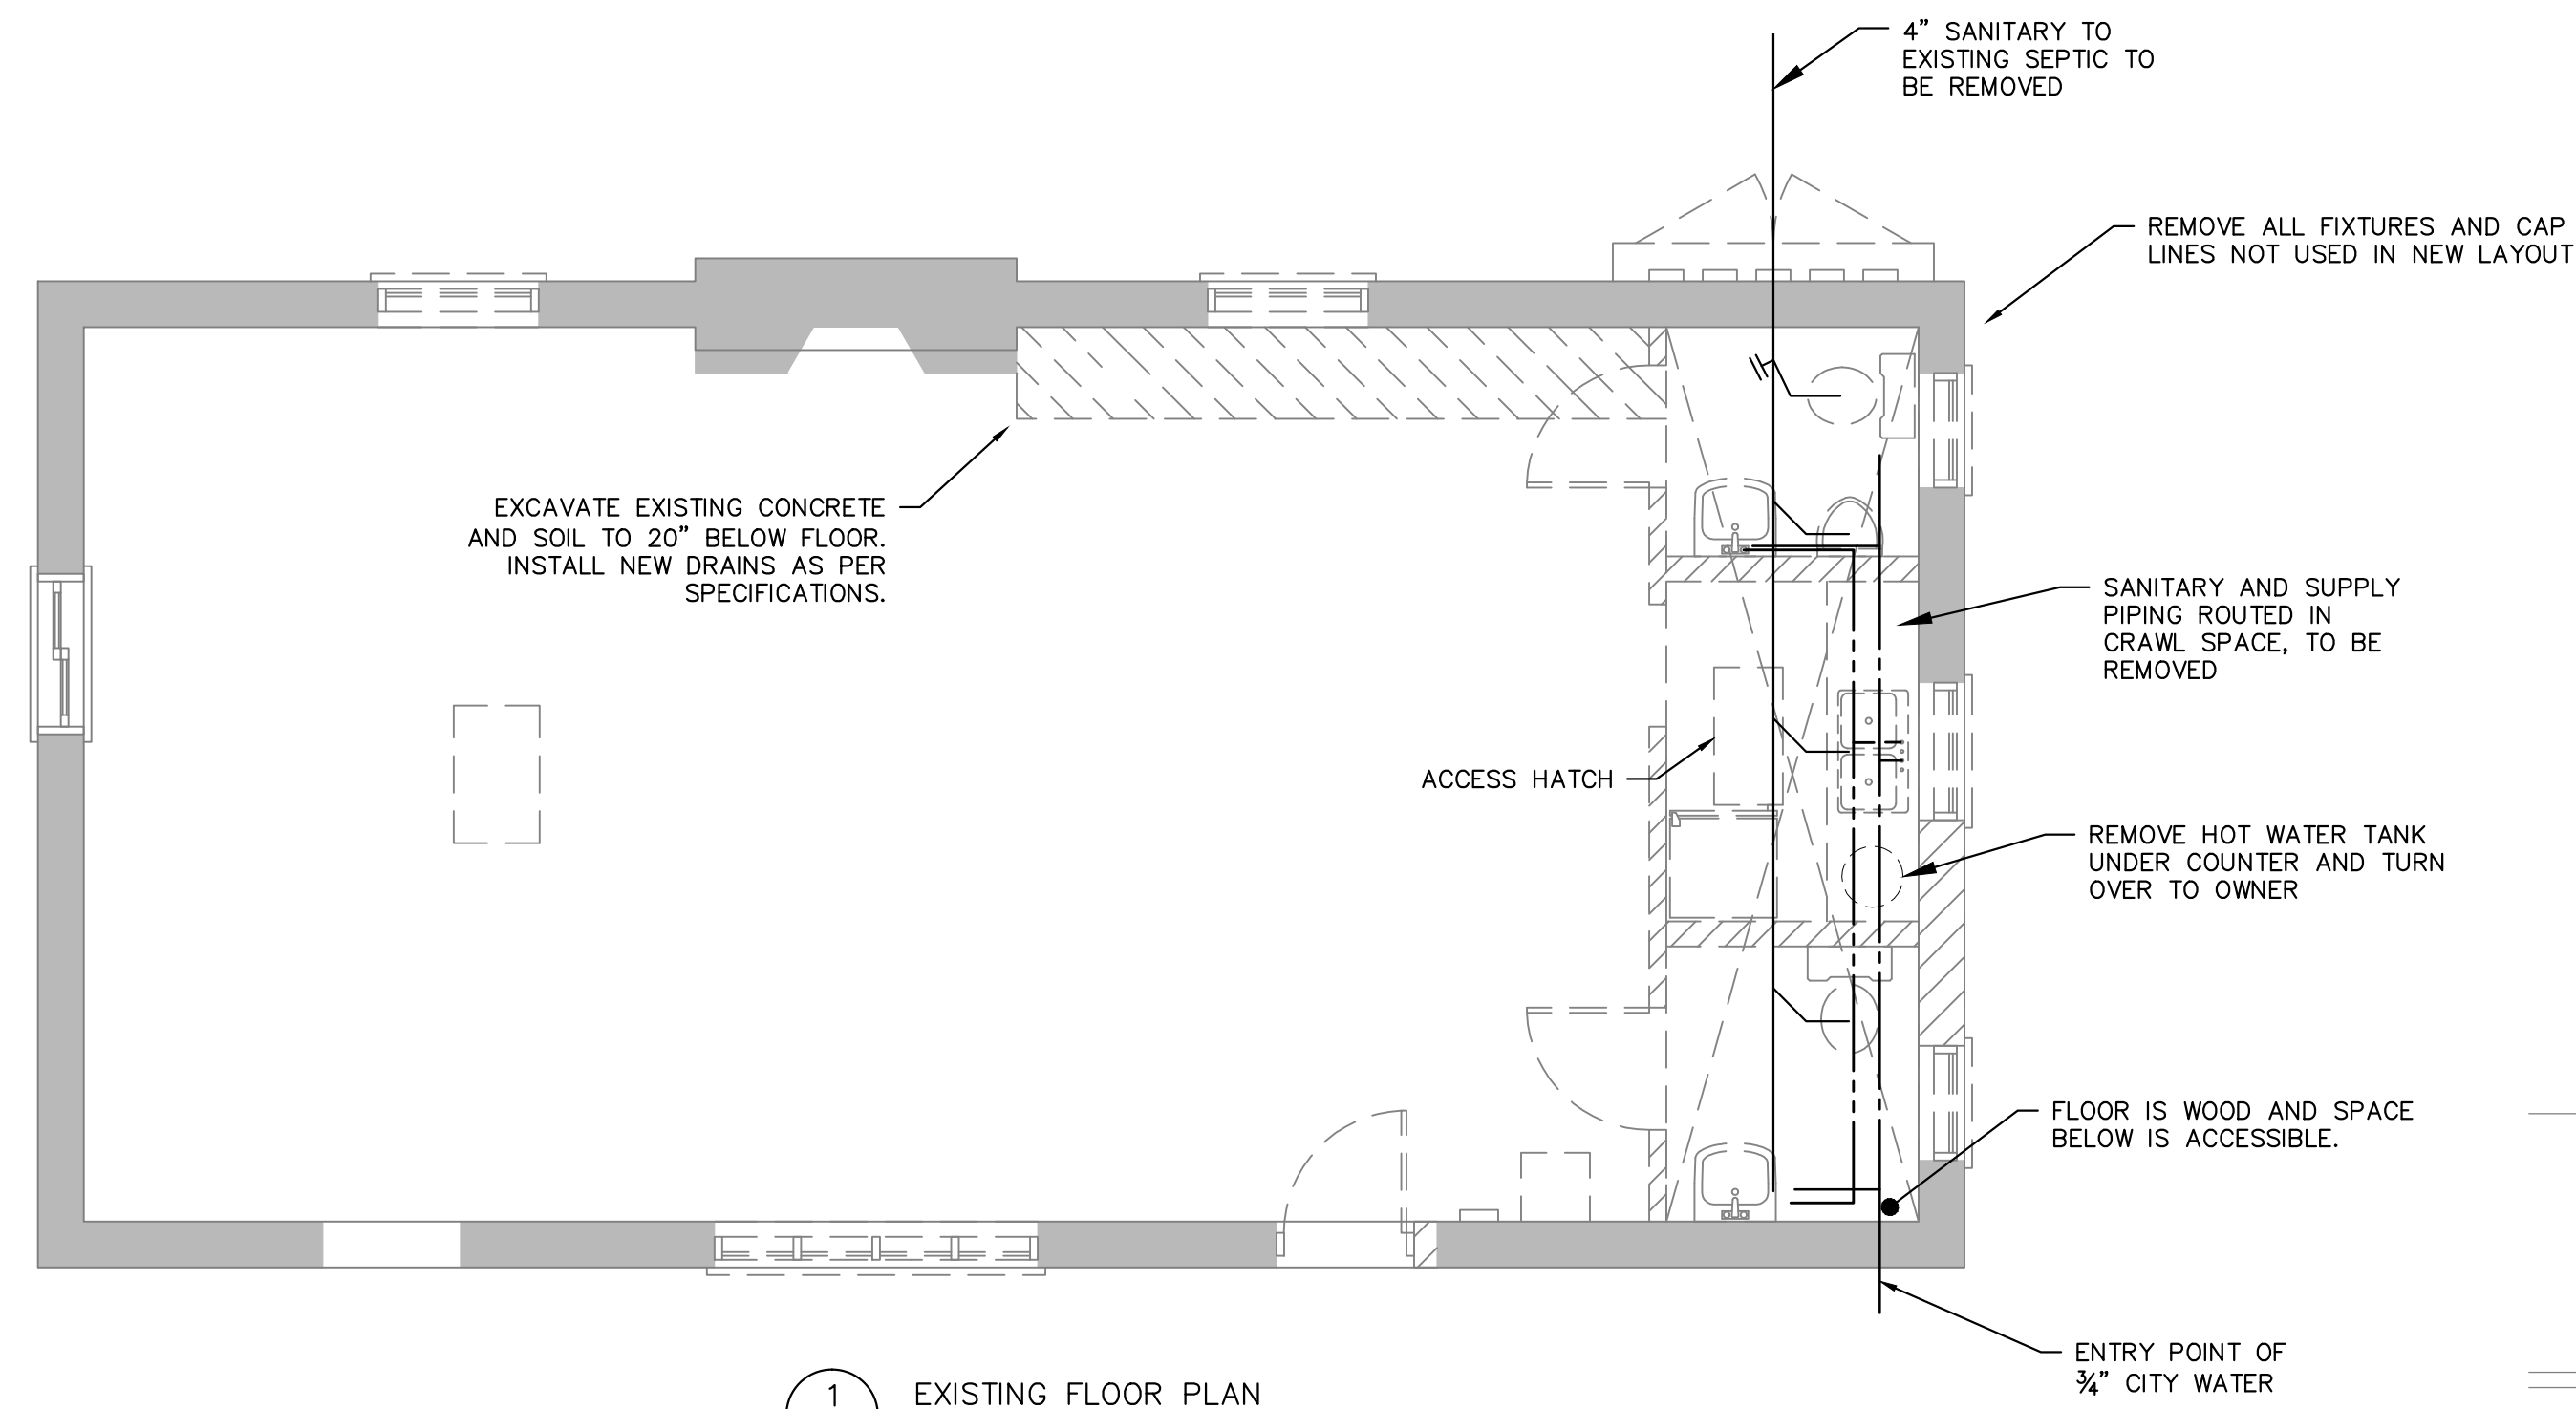 4” SANITARY TO
EXISTING SEPTIC TO
BE REMOVED
REMOVE ALL FIXTURES AND CAP
LINES NOT USED IN NEW LAYOUT
EXCAVATE EXISTING CONCRETE
AND SOIL TO 20” BELOW FLOOR.
INSTALL NEW DRAINS AS PER
SPECIFICATIONS.
SANITARY AND SUPPLY
PIPING ROUTED IN
CRAWL SPACE, TO BE
REMOVED
ACCESS HATCH
REMOVE HOT WATER TANK
UNDER COUNTER AND TURN
OVER TO OWNER
FLOOR IS WOOD AND SPACE
BELOW IS ACCESSIBLE.
ENTRY POINT OF
¾” CITY WATER
1
EXISTING FLOOR PLAN